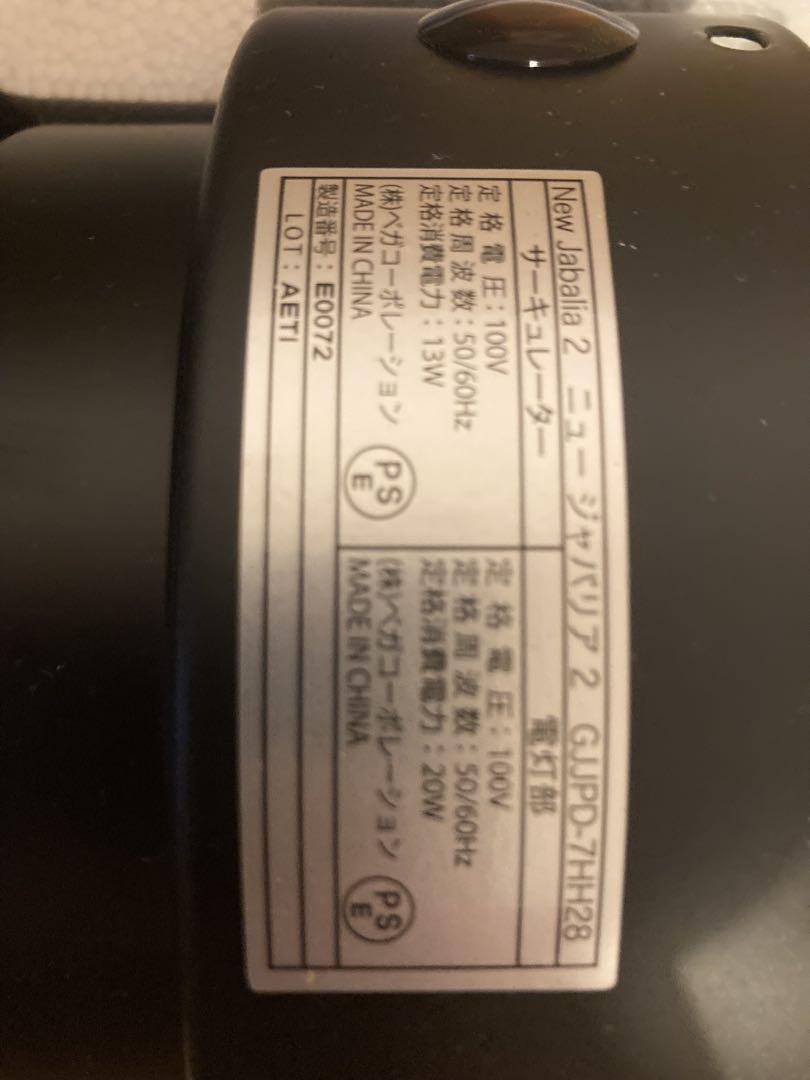 New Jabalia 2 ニュー ジャバリア 2 GJJPD-7HH28
サーキュレーター
定格電圧：100V
定格周波数：50/60Hz
定格消費電力：13W
(株)ベガコーポレーション
MADE IN CHINA
PS
E
電灯部
定格電圧：100V
定格周波数：50/60Hz
定格消費電力：20W
(株)ベガコーポレーション
MADE IN CHINA
PS
E
製造番号：E0072
LOT：AETI